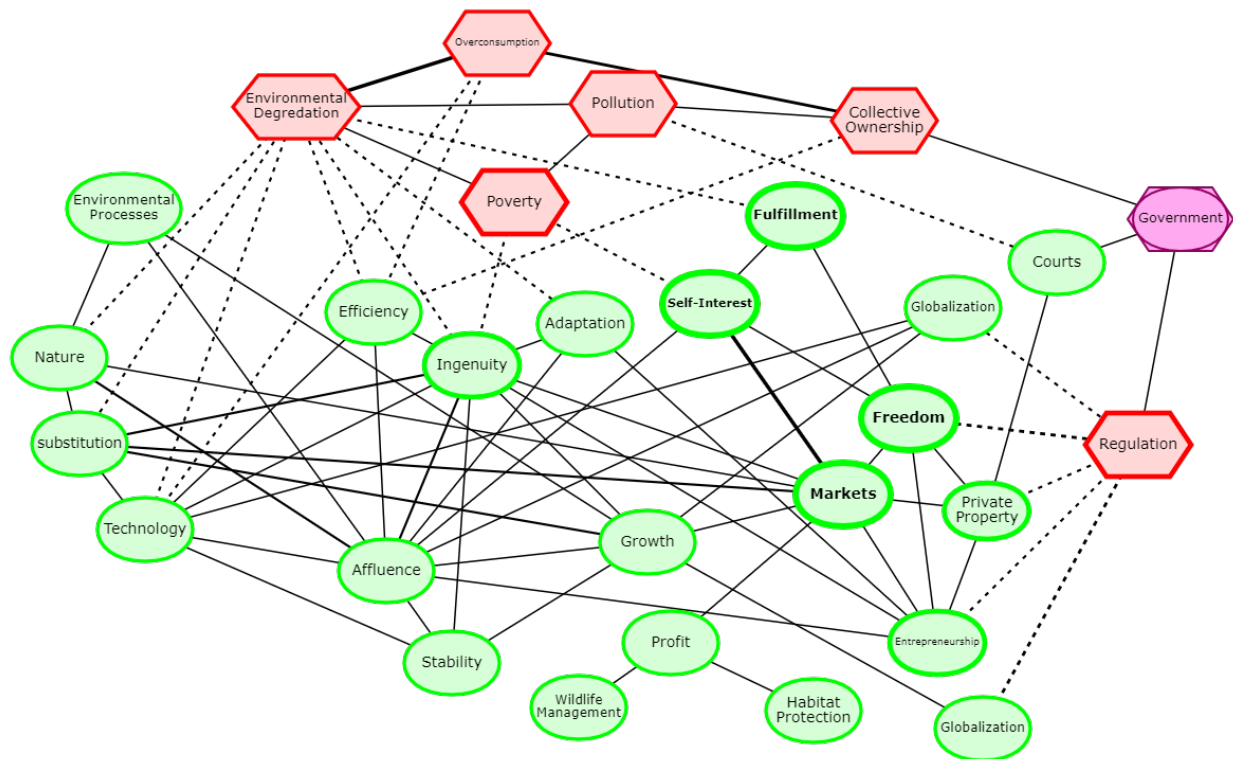 Overconsumption
Environmental
Degredation
Pollution
Collective
Ownership
Environmental
Processes
Poverty
Fulfillment
Government
Courts
Efficiency
Self-Interest
Globalization
Adaptation
Nature
Ingenuity
Freedom
Regulation
substitution
Markets
Private
Property
Technology
Growth
Affluence
Entrepreneurship
Stability
Profit
Wildlife
Management
Habitat
Protection
Globalization